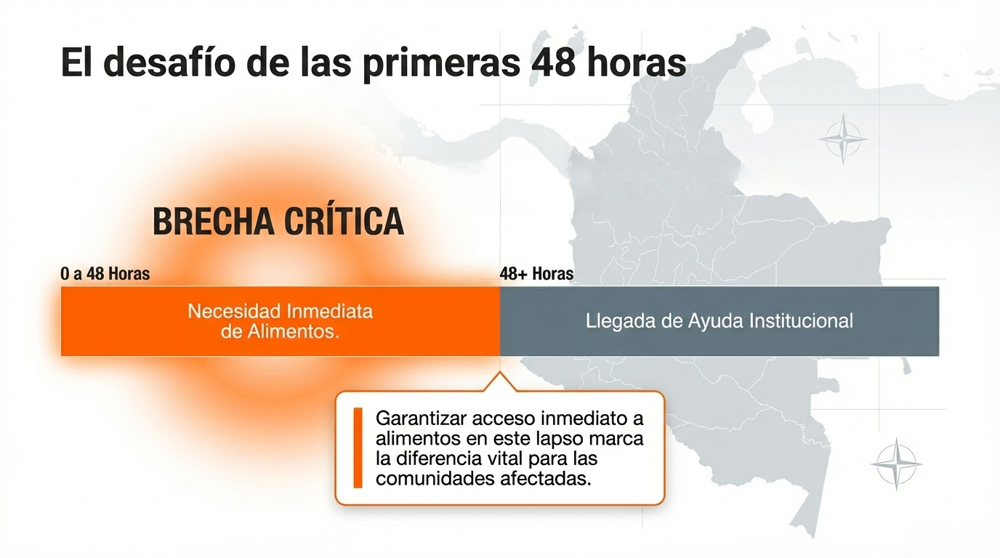 El desafío de las primeras 48 horas
BRECHA CRÍTICA
0 a 48 Horas
48+ Horas
Necesidad Inmediata
de Alimentos.
Llegada de Ayuda Institucional
Garantizar acceso inmediato a
alimentos en este lapso marca
la diferencia vital para las
comunidades afectadas.